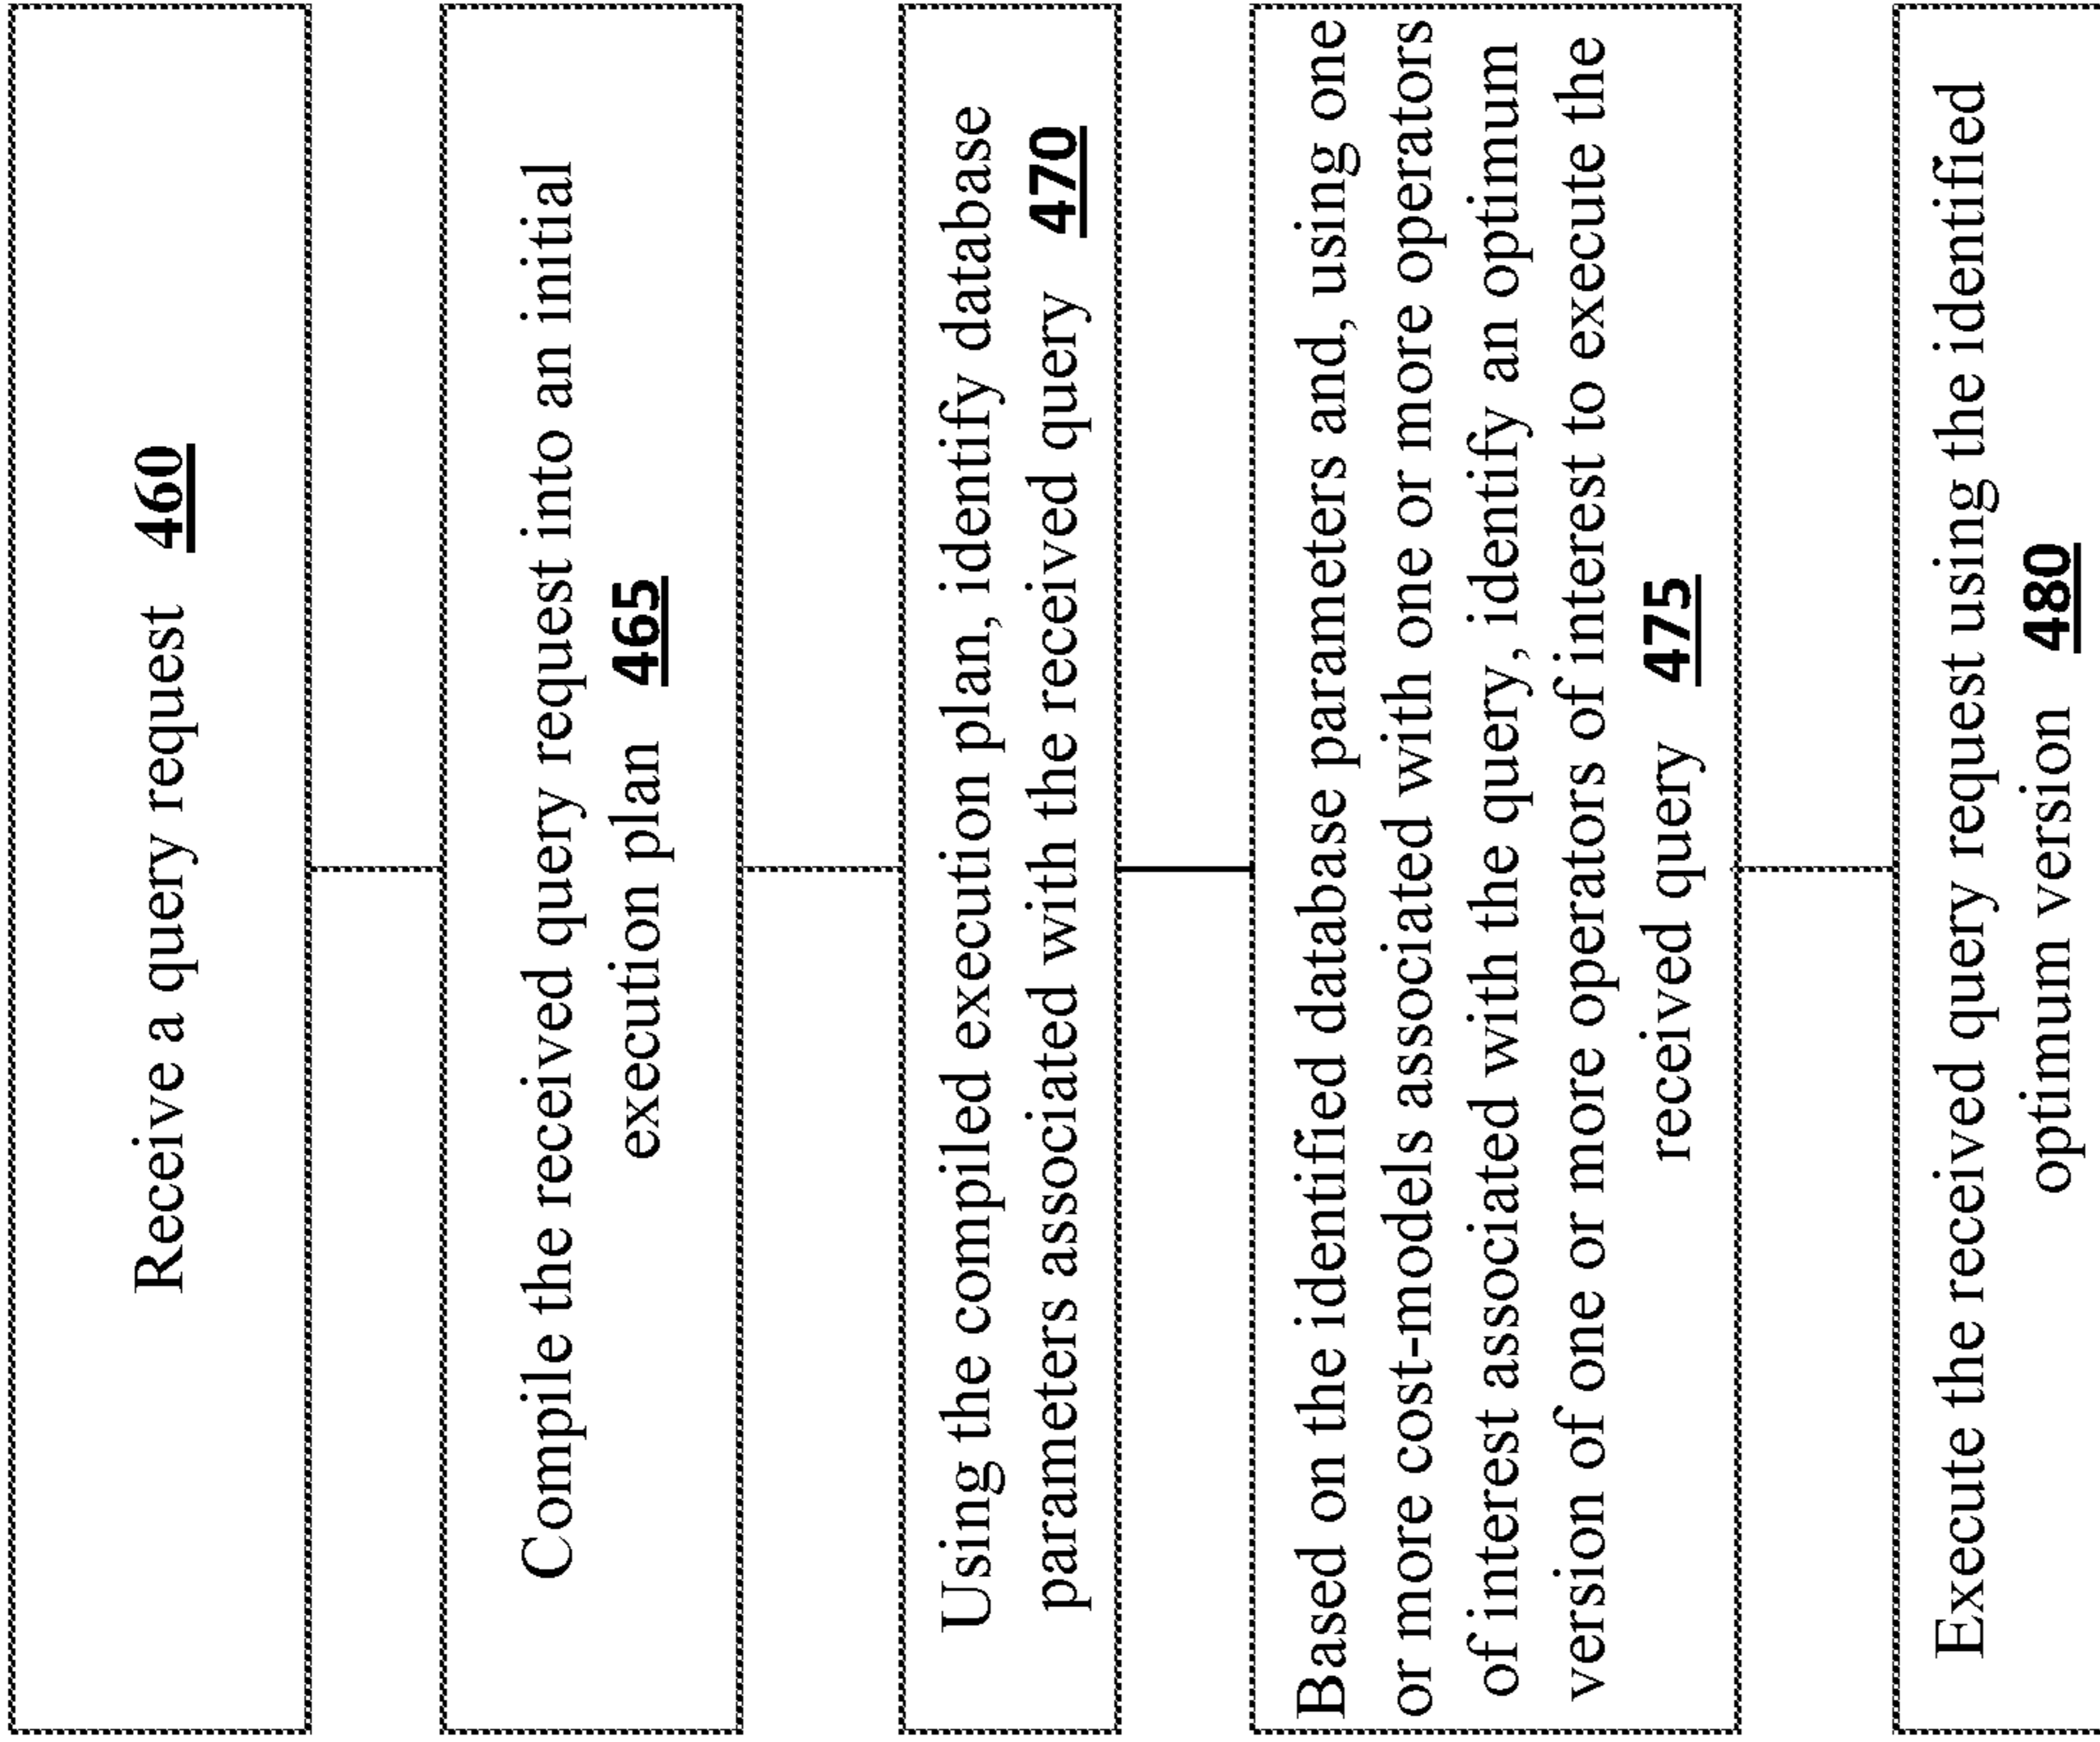 Receive a query request 460
Compile the received query request into an initial
execution plan 465
Using the compiled execution plan, identify database
parameters associated with the received query 470
Based on the identified database parameters and, using one
or more cost-models associated with one or more operators
of interest associated with the query, identify an optimum
version of one or more operators of interest to execute the
received query 475
Execute the received query request using the identified
optimum version 480